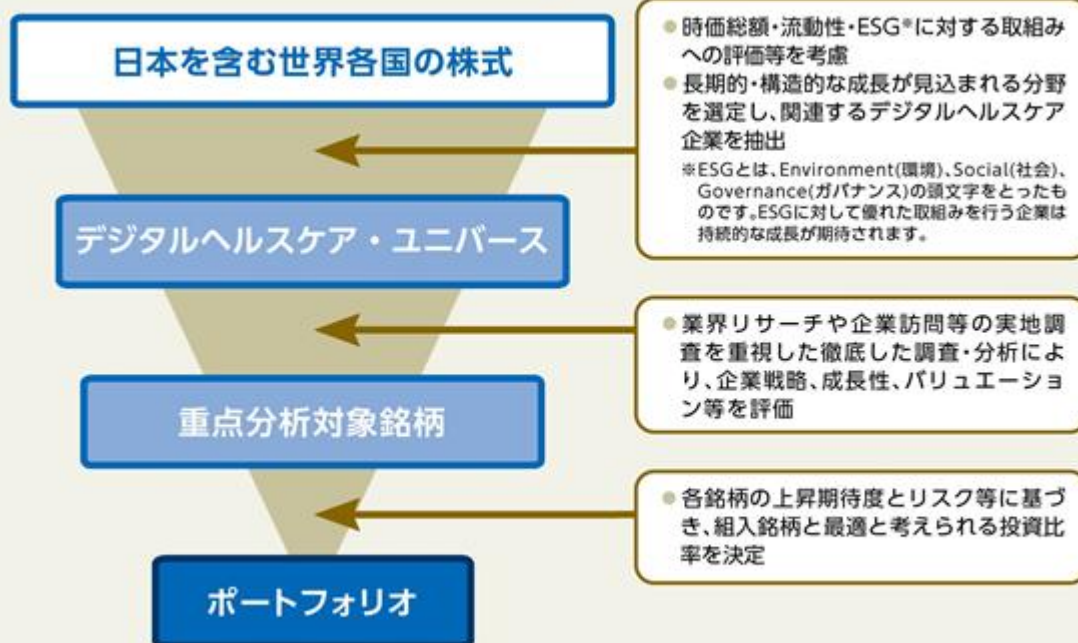 日本を含む世界各国の株式
●時価総額・流動性・ESG※に対する取組み
への評価等を考慮
●長期的・構造的な成長が見込まれる分野
を選定し、関連するデジタルヘルスケア
企業を抽出
※ESGとは、Environment(環境)、Social(社会)、
Governance(ガバナンス)の頭文字をとったも
のです。ESGに対して優れた取組みを行う企業は
持続的な成長が期待されます。
デジタルヘルスケア・ユニバース
●業界リサーチや企業訪問等の実地調
査を重視した徹底した調査・分析によ
り、企業戦略、成長性、バリュエーショ
ン等を評価
重点分析対象銘柄
●各銘柄の上昇期待度とリスク等に基づ
き、組入銘柄と最適と考えられる投資比
率を決定
ポートフォリオ